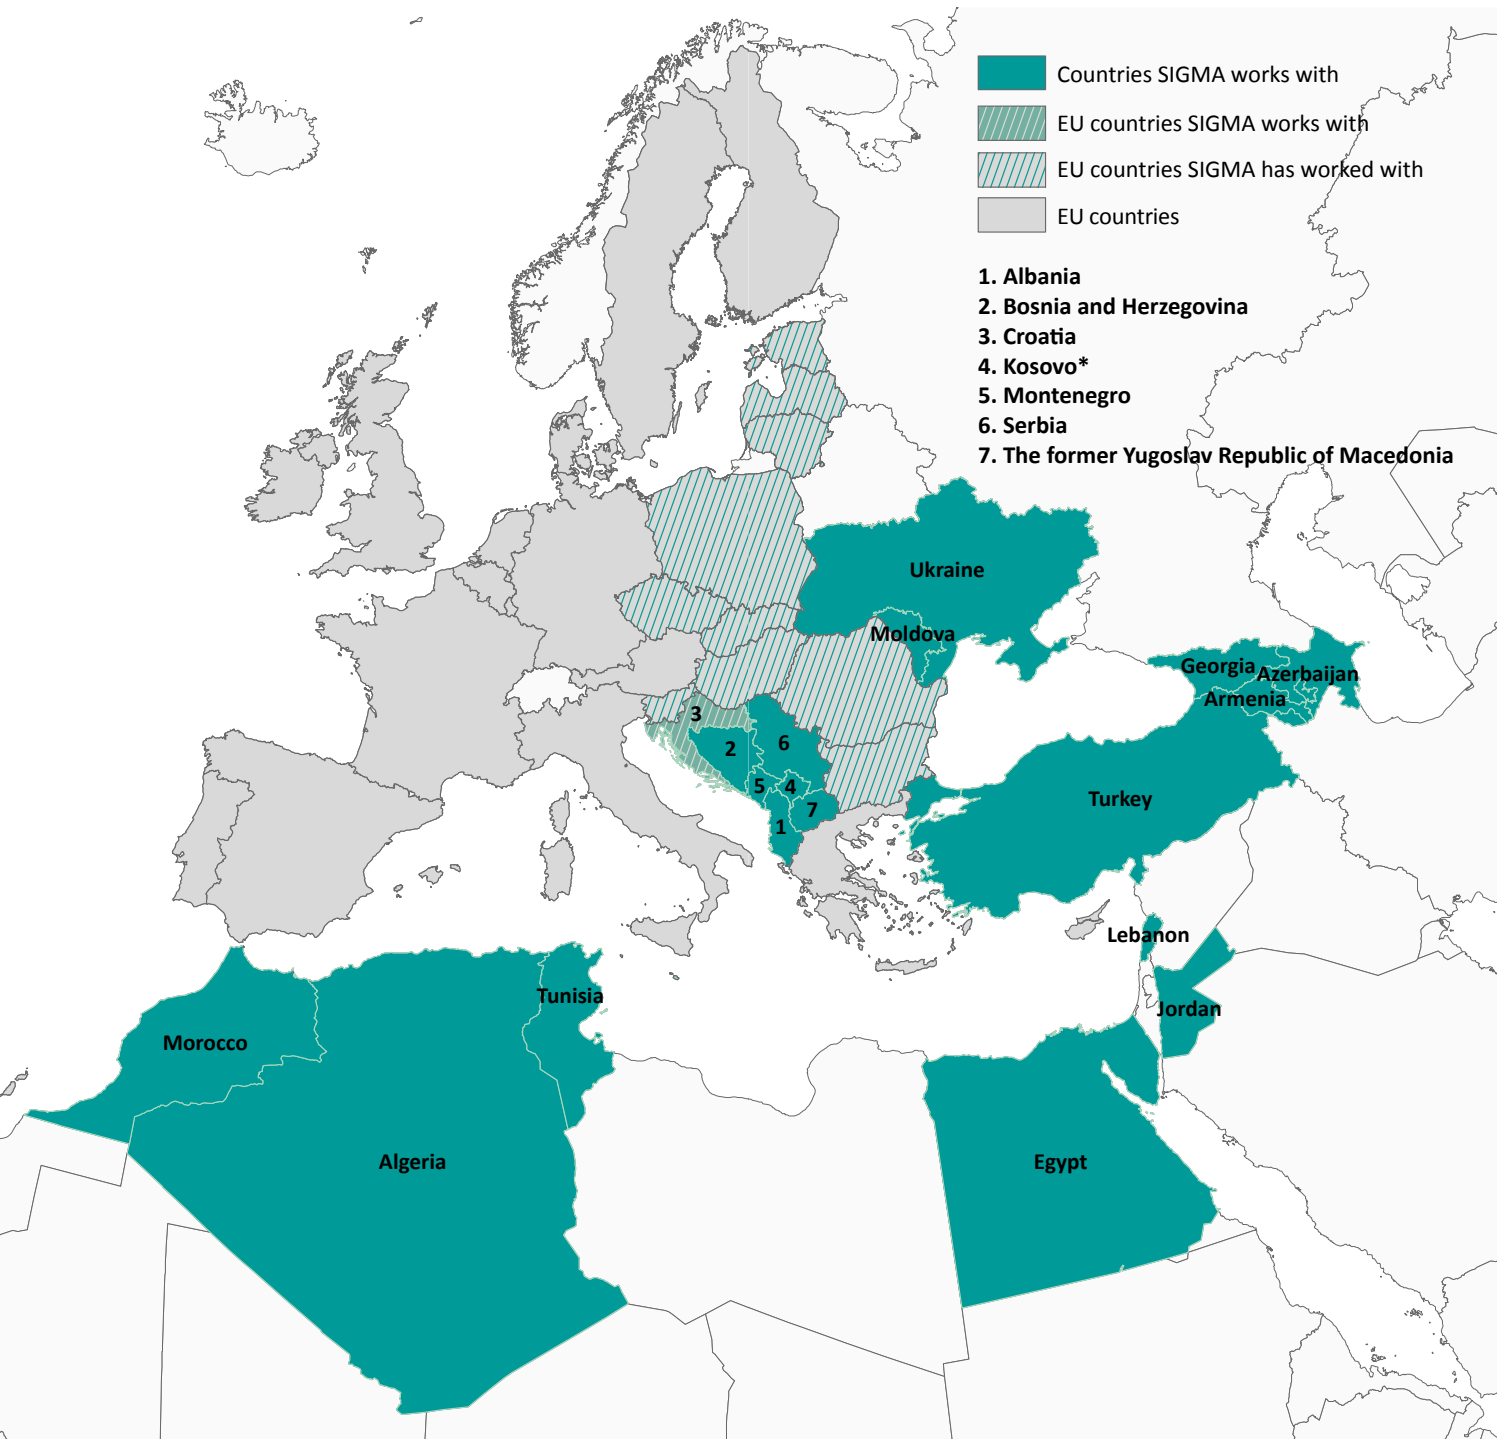 Countries SIGMA works with
EU countries SIGMA works with
EU countries SIGMA has worked with
EU countries
1. Albania
2. Bosnia and Herzegovina
3. Croatia
4. Kosovo*
5. Montenegro
6. Serbia
7. The former Yugoslav Republic of Macedonia
Ukraine
Moldova
Georgia
Azerbaijan
Armenia
3
2
6
5
4
7
1
Turkey
Lebanon
Jordan
Tunisia
Morocco
Algeria
Egypt